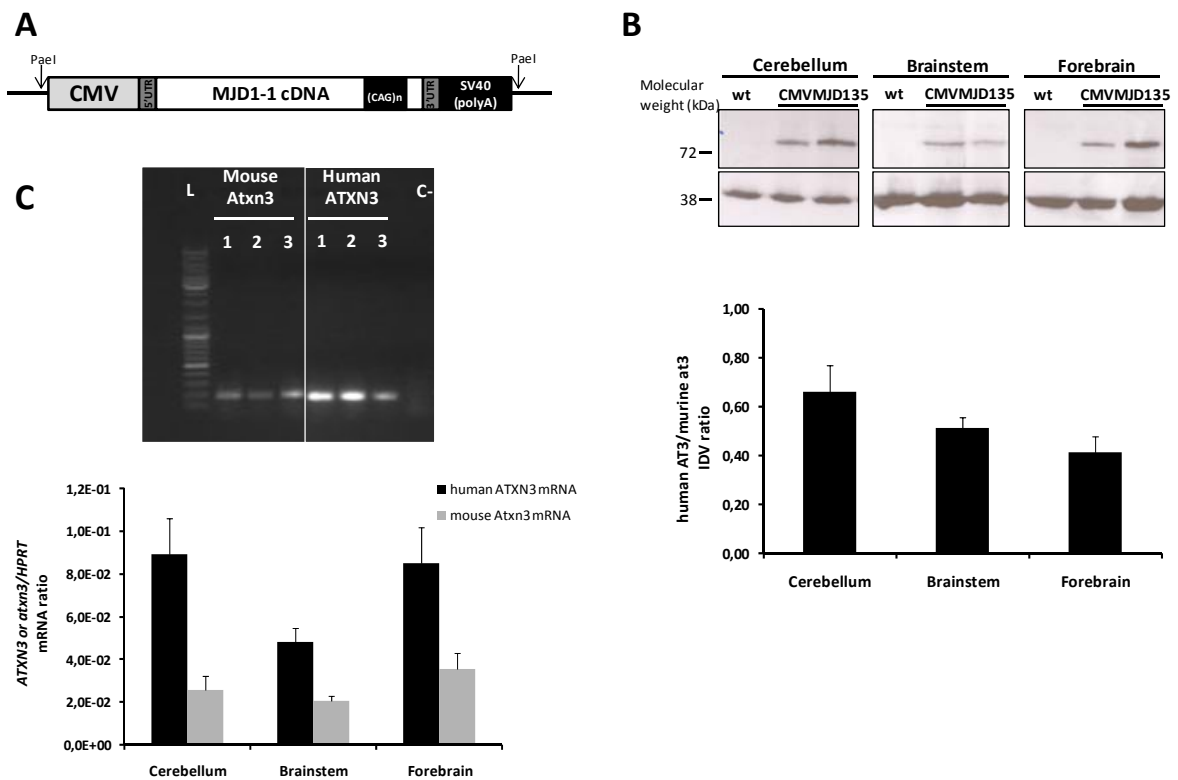 A
PaeI
PaeI
CMV
5'UTR
MJD1-1 cDNA
(CAG)n
3'UTR
SV40
(polyA)
B
Cerebellum
Brainstem
Forebrain
Molecular
weight (kDa)
wt
CMVMJD135
wt
CMVMJD135
wt
CMVMJD135
72
38
1,00
0,80
0,60
0,40
0,20
0,00
human AT3/murine at3
IDV ratio
Cerebellum
Brainstem
Forebrain
C
L
Mouse
Atxn3
Human
ATXN3
C-
1 2 3 1 2 3
1,2E-01
1,0E-01
8,0E-02
6,0E-02
4,0E-02
2,0E-02
0,0E+00
ATXN3 or atxn3/HPRT
mRNA ratio
human ATXN3 mRNA
mouse Atxn3 mRNA
Cerebellum
Brainstem
Forebrain